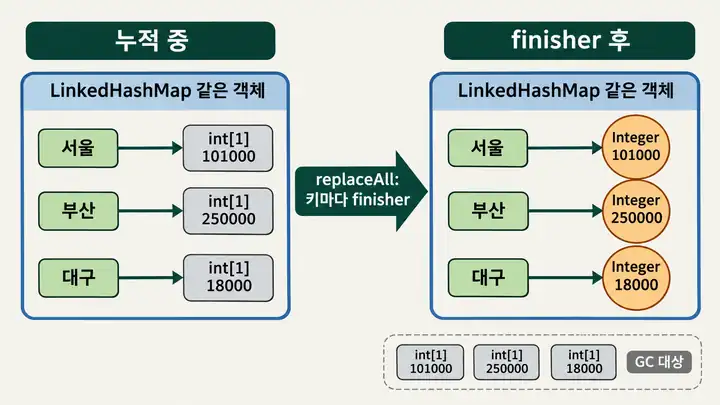 누적 중
LinkedHashMap 같은 객체
서울
int[1]
101000
부산
int[1]
250000
대구
int[1]
18000
replaceAll:
키마다 finisher
finisher 후
LinkedHashMap 같은 객체
서울
Integer
101000
부산
Integer
250000
대구
Integer
18000
int[1]
101000
int[1]
250000
int[1]
18000
GC 대상